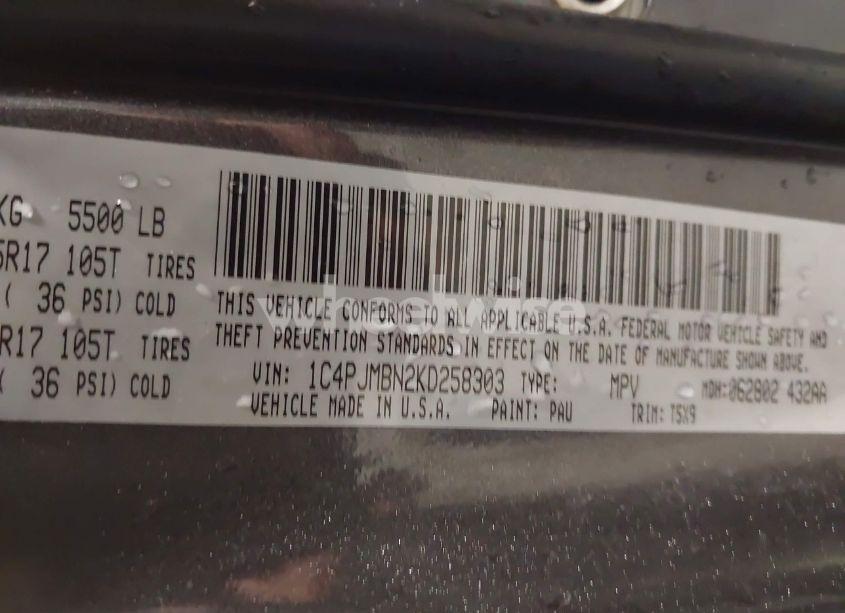 KG 5500 LB
5R17 105T TIRES
( 36 PSI) COLD
R17 105T TIRES
( 36 PSI) COLD
THIS VEHICLE CONFORMS TO ALL APPLICABLE U.S.A. FEDERAL MOTOR VEHICLE SAFETY AND
THEFT PREVENTION STANDARDS IN EFFECT ON THE DATE OF MANUFACTURE SHOWN ABOVE.
VIN: 1C4PJMBN2KD258303 TYPE: MPV MDH: 062802 432AA
VEHICLE MADE IN U.S.A. PAINT: PAU TRIM: T5X9